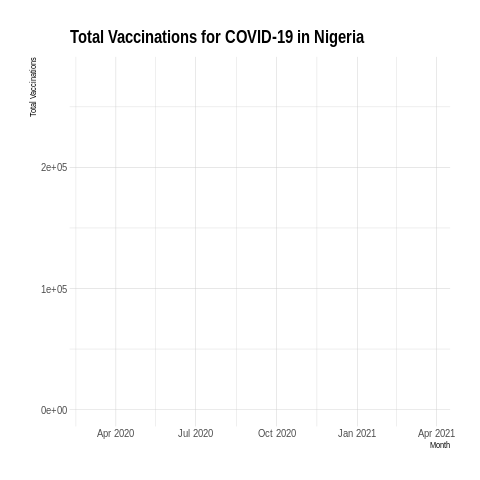 Total Vaccinations for COVID-19 in Nigeria
Total Vaccinations
2e+05
1e+05
0e+00
Apr 2020 Jul 2020 Oct 2020 Jan 2021 Apr 2021
Month